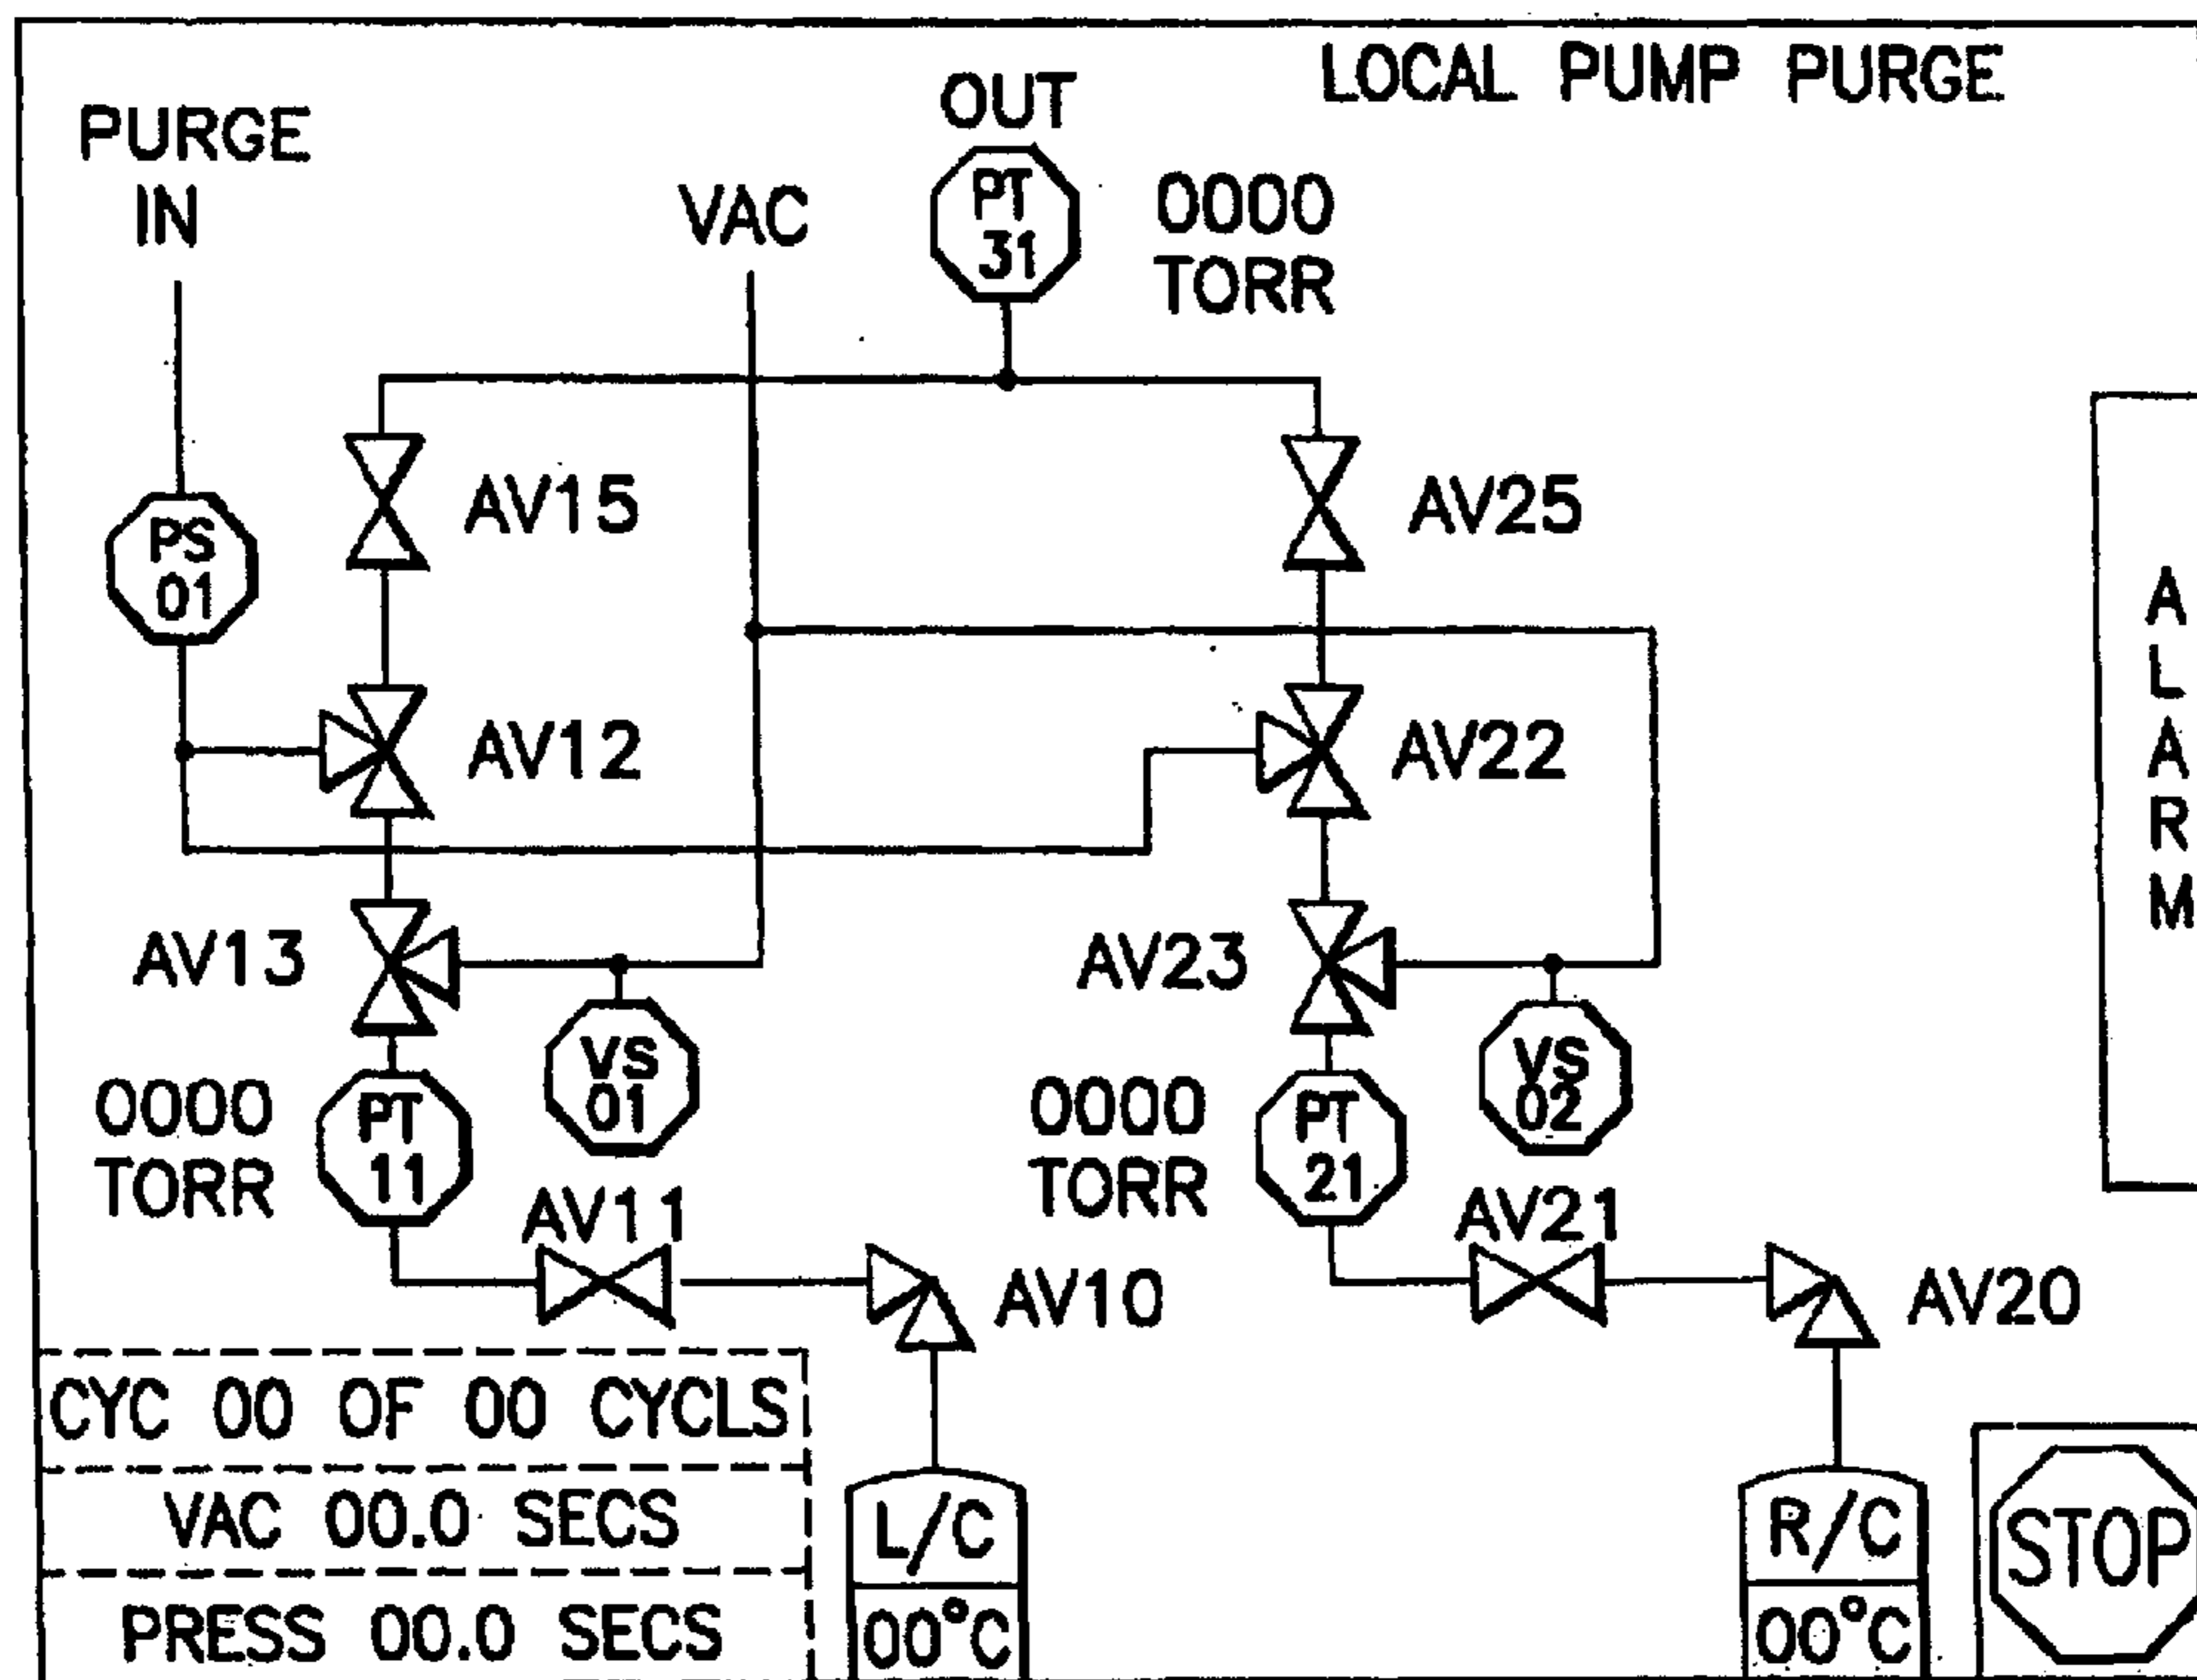 LOCAL PUMP PURGE
OUT
PURGE
IN
VAC
PT
31
0000
TORR
AV15
AV25
PS
01
AV12
AV22
AV13
AV23
VS
01
VS
02
0000
TORR
PT
11
0000
TORR
PT
21
AV11
AV21
AV10
AV20
A
L
A
R
M
CYC 00 OF 00 CYCLS
VAC 00.0 SECS
PRESS 00.0 SECS
L/C
00°C
R/C
00°C
STOP